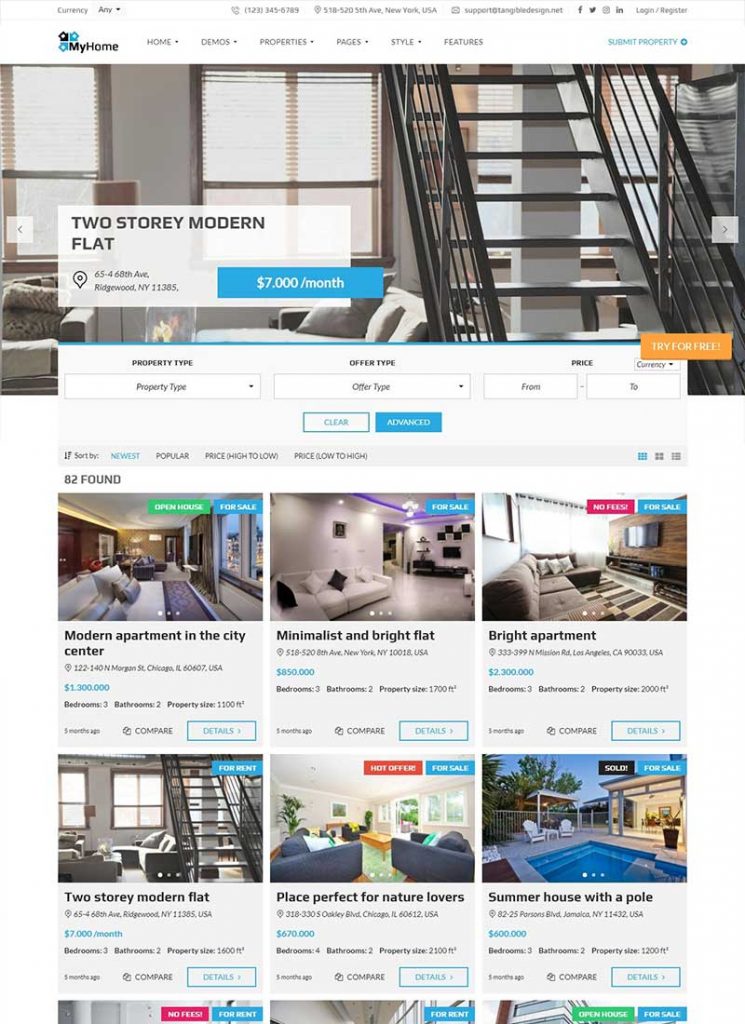 Currency Any (123) 345-6789 518-520 5th Ave, New York, USA support@tangibledesign.net Login / Register
MyHome HOME DEMOS PROPERTIES PAGES STYLE FEATURES SUBMIT PROPERTY
TWO STOREY MODERN
FLAT
65-4 68th Ave,
Ridgewood, NY 11385,
$7.000 /month
TRY FOR FREE!
PROPERTY TYPE OFFER TYPE PRICE Currency
Property Type Offer Type From - To
CLEAR ADVANCED
Sort by: NEWEST POPULAR PRICE (HIGH TO LOW) PRICE (LOW TO HIGH)
82 FOUND
OPEN HOUSE FOR SALE
Modern apartment in the city
center
122-140 N Morgan St, Chicago, IL 60607, USA
$1.300.000
Bedrooms: 3 Bathrooms: 2 Property size: 1100 ft²
5 months ago COMPARE DETAILS
FOR SALE
Minimalist and bright flat
518-520 8th Ave, New York, NY 10018, USA
$850.000
Bedrooms: 3 Bathrooms: 2 Property size: 1700 ft²
5 months ago COMPARE DETAILS
NO FEES! FOR SALE
Bright apartment
333-399 N Mission Rd, Los Angeles, CA 90033, USA
$2.300.000
Bedrooms: 3 Bathrooms: 2 Property size: 2000 ft²
5 months ago COMPARE DETAILS
FOR RENT
Two storey modern flat
65-4 68th Ave, Ridgewood, NY 11385, USA
$7.000 /month
Bedrooms: 3 Bathrooms: 2 Property size: 1600 ft²
5 months ago COMPARE DETAILS
HOT OFFER! FOR SALE
Place perfect for nature lovers
318-330 S Oakley Blvd, Chicago, IL 60612, USA
$670.000
Bedrooms: 4 Bathrooms: 2 Property size: 2100 ft²
5 months ago COMPARE DETAILS
SOLD! FOR SALE
Summer house with a pole
82-25 Parsons Blvd, Jamaica, NY 11432, USA
$600.000
Bedrooms: 3 Bathrooms: 2 Property size: 1200 ft²
5 months ago COMPARE DETAILS
NO FEES! FOR RENT
FOR RENT
OPEN HOUSE FOR SALE